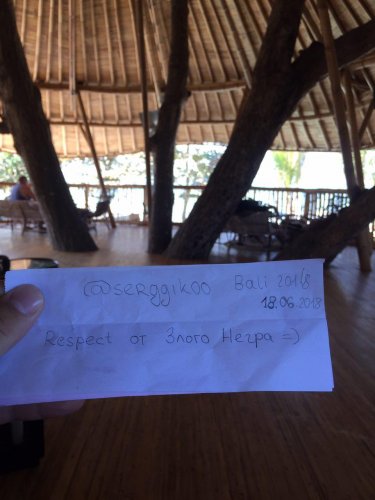 @serggik00 Bali 2018
18.06.2018
Respect от Злого Негра =)